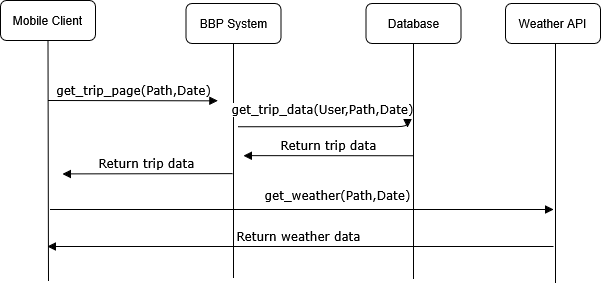 Mobile Client
BBP System
Database
Weather API
get_trip_page(Path,Date)
get_trip_data(User,Path,Date)
Return trip data
Return trip data
get_weather(Path,Date)
Return weather data